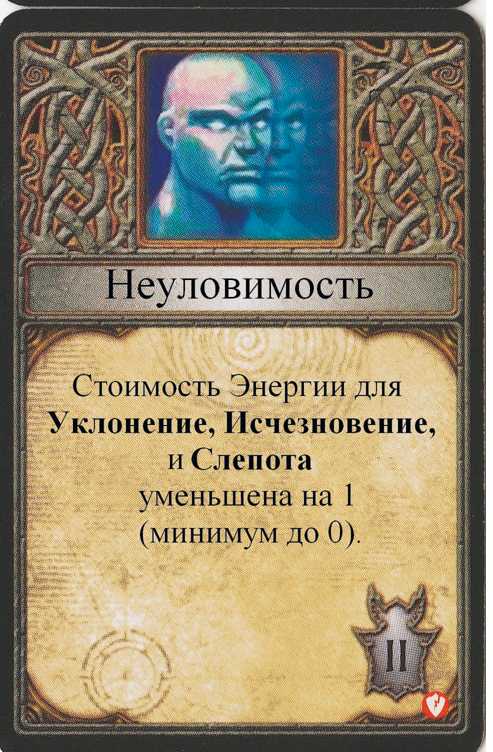 Неуловимость
Стоимость Энергии для
Уклонение, Исчезновение,
и Слепота
уменьшена на 1
(минимум до 0).
II